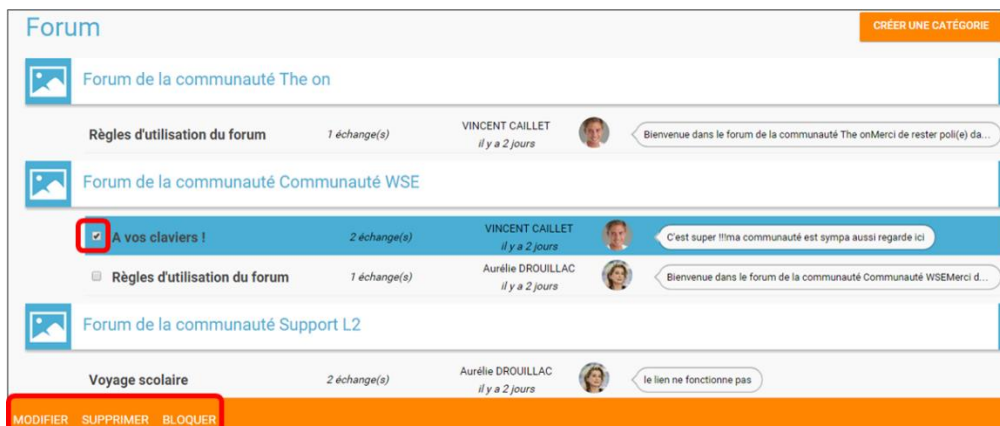 Forum
CRÉER UNE CATÉGORIE
Forum de la communauté The on
Règles d'utilisation du forum 1 échange(s) VINCENT CAILLET
il y a 2 jours
Bienvenue dans le forum de la communauté The onMerci de rester poli(e) da...
Forum de la communauté Communauté WSE
A vos claviers ! 2 échange(s) VINCENT CAILLET
il y a 2 jours
C'est super !!!ma communauté est sympa aussi regarde ici
Règles d'utilisation du forum 1 échange(s) Aurélie DROUILLAC
il y a 2 jours
Bienvenue dans le forum de la communauté Communauté WSEMerci d...
Forum de la communauté Support L2
Voyage scolaire 2 échange(s) Aurélie DROUILLAC
il y a 2 jours
le lien ne fonctionne pas
MODIFIER SUPPRIMER BLOQUER